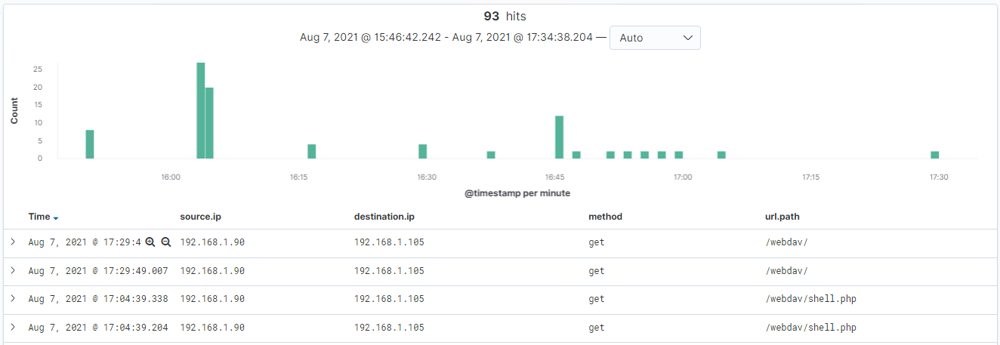 93 hits
Aug 7, 2021 @ 15:46:42.242 - Aug 7, 2021 @ 17:34:38.204 — Auto
Count
25
20
15
10
5
0
16:00 16:15 16:30 16:45 17:00 17:15 17:30
@timestamp per minute
Time source.ip destination.ip method url.path
Aug 7, 2021 @ 17:29:4 192.168.1.90 192.168.1.105 get /webdav/
Aug 7, 2021 @ 17:29:49.007 192.168.1.90 192.168.1.105 get /webdav/
Aug 7, 2021 @ 17:04:39.338 192.168.1.90 192.168.1.105 get /webdav/shell.php
Aug 7, 2021 @ 17:04:39.204 192.168.1.90 192.168.1.105 get /webdav/shell.php